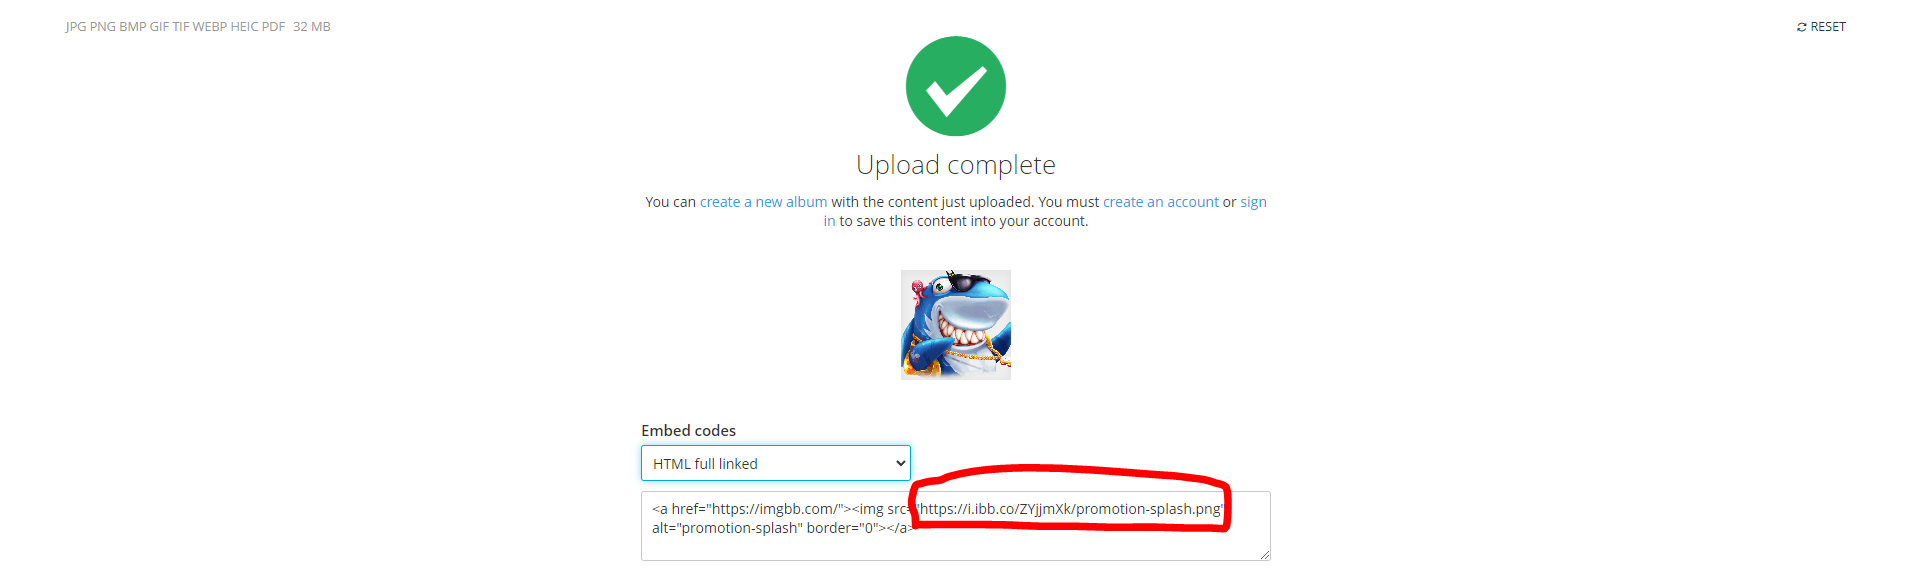 JPG PNG BMP GIF TIF WEBP HEIC PDF 32 MB
RESET
Upload complete
You can create a new album with the content just uploaded. You must create an account or sign
in to save this content into your account.
Embed codes
HTML full linked
<a href="https://imgbb.com/"><img src="https://i.ibb.co/ZYjjmXk/promotion-splash.png"
alt="promotion-splash" border="0"></a>